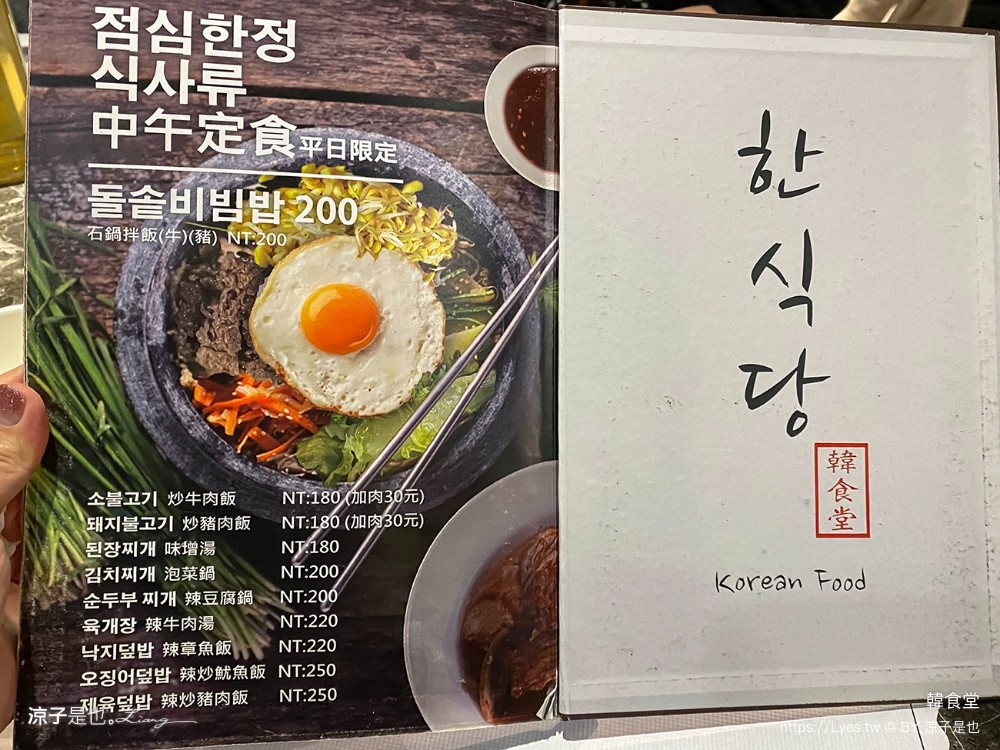 점심한정
식사류
中午定食平日限定
돌솥비빔밥 200
石鍋拌飯(牛)(豬) NT:200
소불고기 炒牛肉飯 NT:180 (加肉30元)
돼지불고기 炒豬肉飯 NT:180 (加肉30元)
된장찌개 味增湯 NT:180
김치찌개 泡菜鍋 NT:200
순두부 찌개 辣豆腐鍋 NT:200
육개장 辣牛肉湯 NT:220
낙지덮밥 辣章魚飯 NT:220
오징어덮밥 辣炒魷魚飯 NT:250
제육덮밥 辣炒豬肉飯 NT:250
한
식
당
韓
食
堂
Korean Food
涼子是也。Liang
韓食堂
https://Lyes.tw © BY 涼子是也